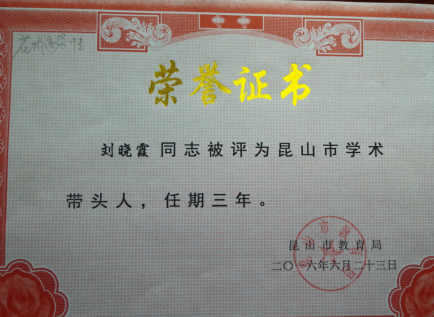 荣誉证书
刘晓霞同志被评为昆山市学术
带头人，任期三年。
昆山市教育局
二〇一六年六月二十三日